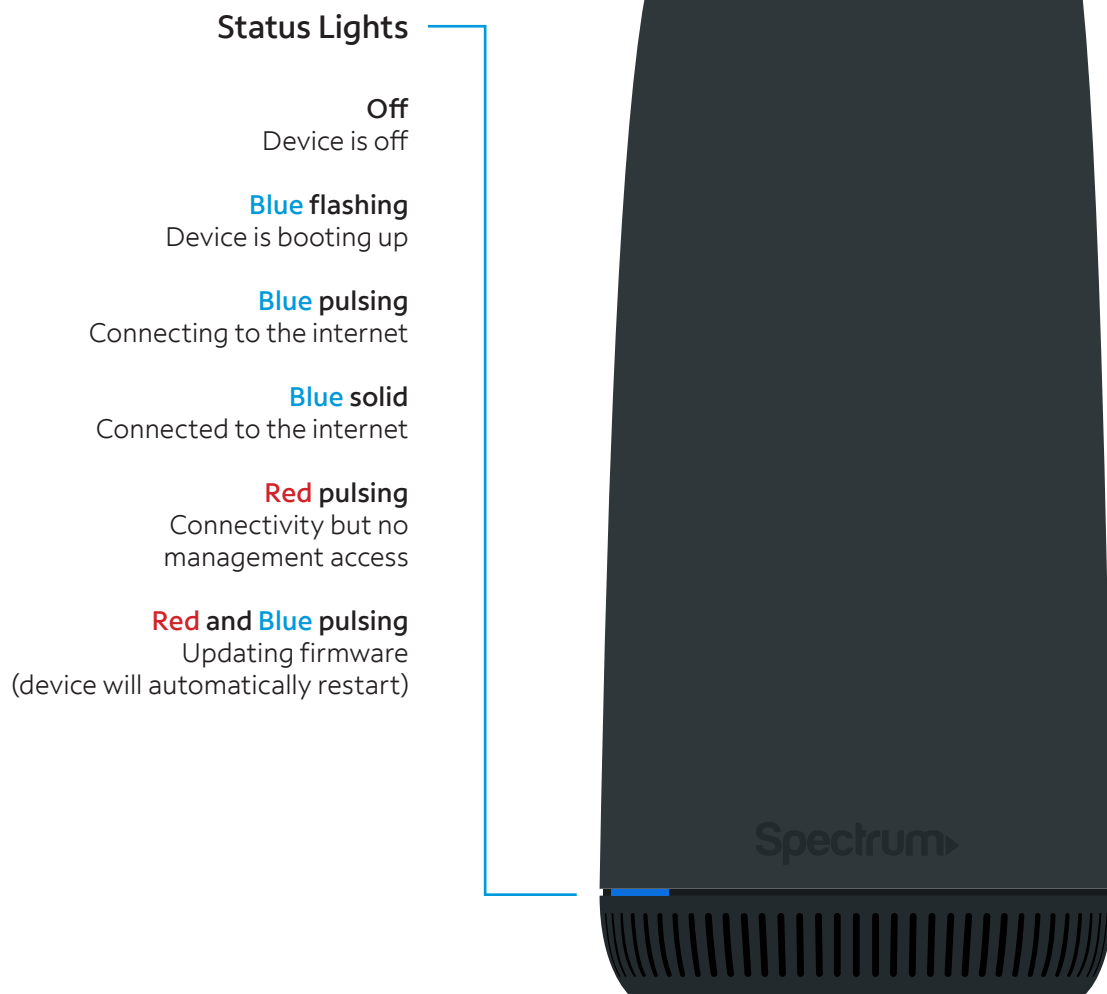 Status Lights
Off
Device is off
Blue flashing
Device is booting up
Blue pulsing
Connecting to the internet
Blue solid
Connected to the internet
Red pulsing
Connectivity but no
management access
Red and Blue pulsing
Updating firmware
(device will automatically restart)
Spectrum